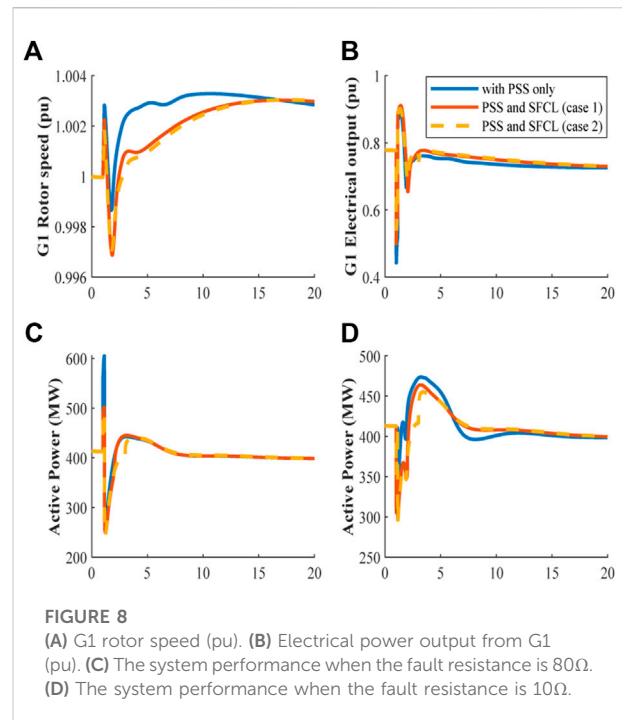 A
G1 Rotor speed (pu)
1.004
1.002
1
0.998
0.996
0 5 10 15 20
B
G1 Electrical output (pu)
1
0.8
0.6
0.4
0 5 10 15 20
with PSS only
PSS and SFCL (case 1)
PSS and SFCL (case 2)
C
Active Power (MW)
600
500
400
300
200
0 5 10 15 20
D
Active Power (MW)
500
450
400
350
300
250
0 5 10 15 20
FIGURE 8
(A) G1 rotor speed (pu). (B) Electrical power output from G1
(pu). (C) The system performance when the fault resistance is 80Ω.
(D) The system performance when the fault resistance is 10Ω.